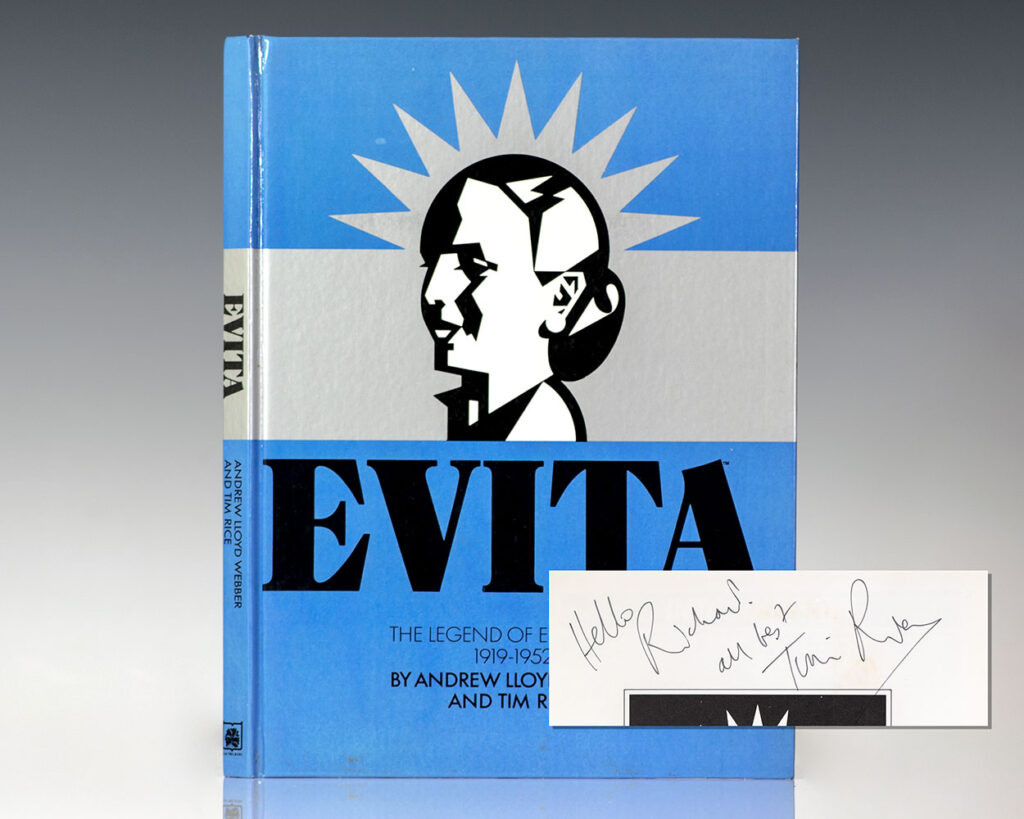 EVITA
ANDREW LLOYD WEBBER
AND TIM RICE
EVITA™
THE LEGEND OF E
1919-1952
BY ANDREW LLOY
AND TIM R
Hello Richard.
all best
Tim Rice